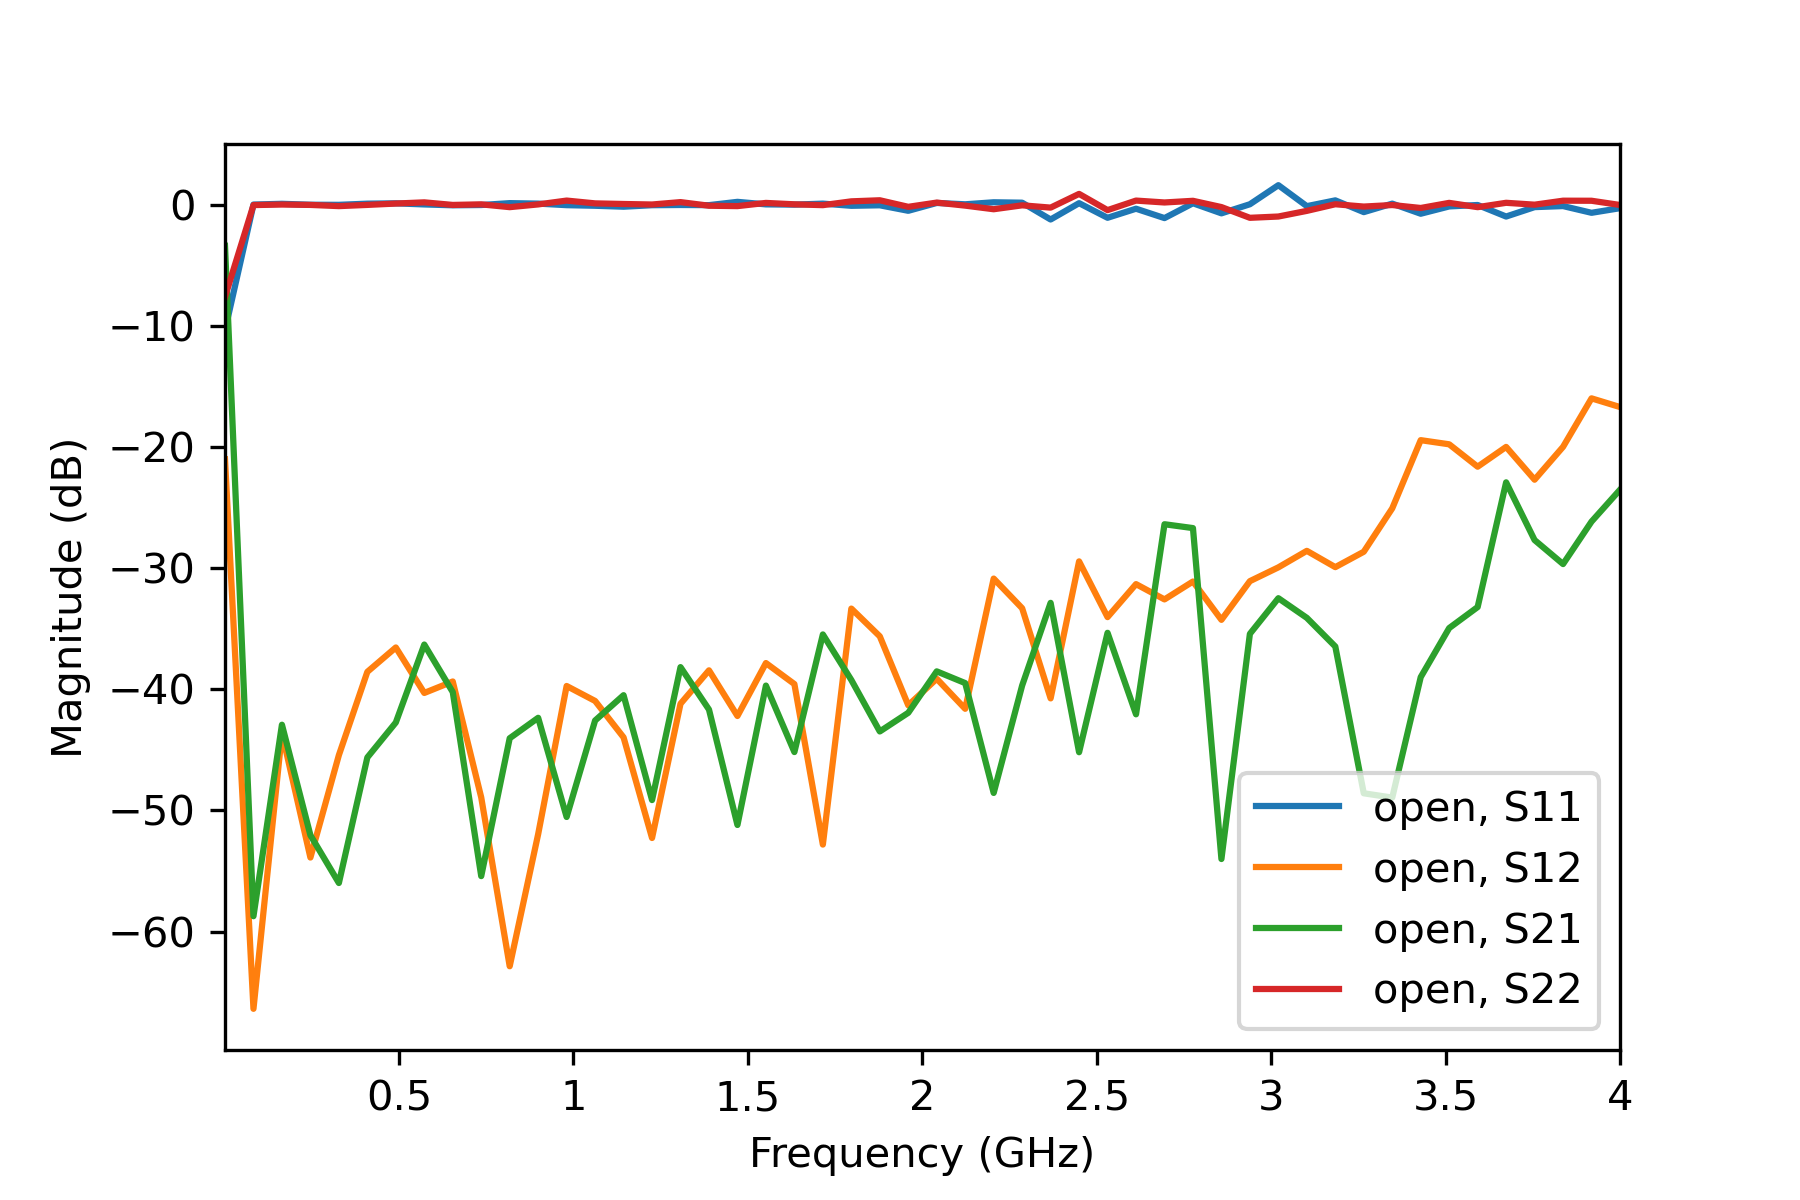 0
−10
−20
−30
−40
−50
−60
Magnitude (dB)
0.5 1 1.5 2 2.5 3 3.5 4
Frequency (GHz)
open, S11
open, S12
open, S21
open, S22